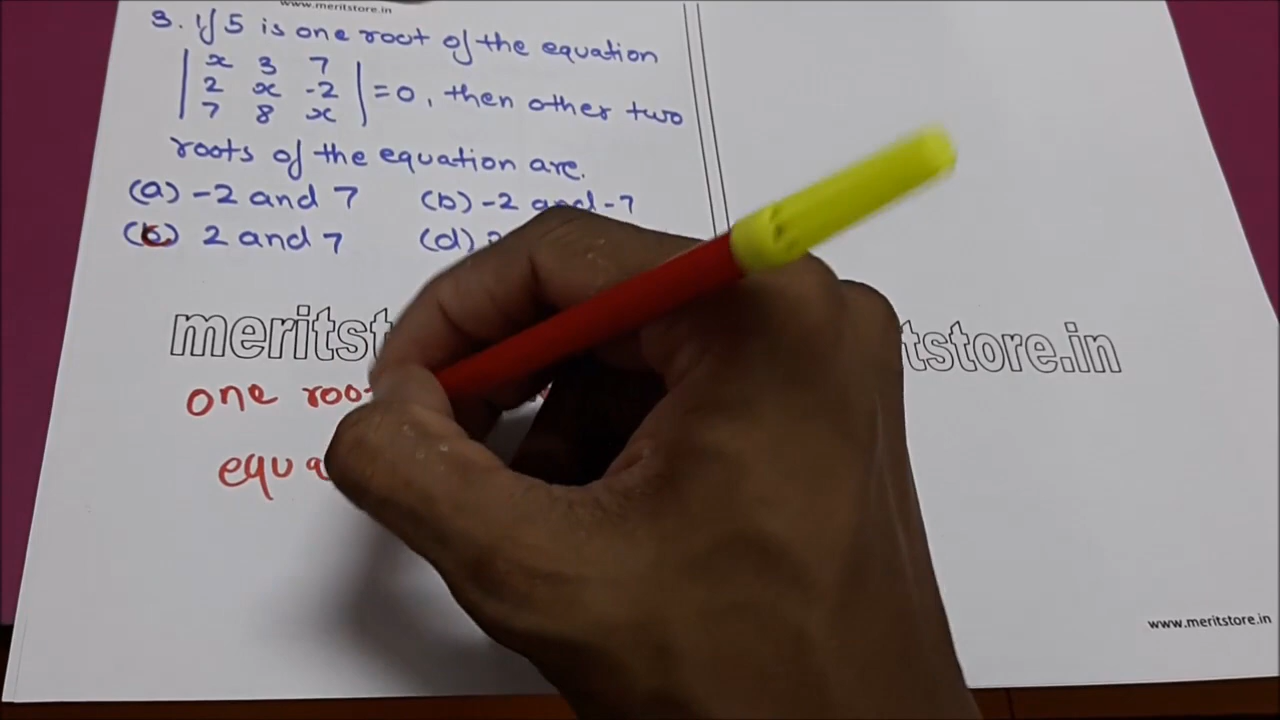 www.meritstore.in
3. If 5 is one root of the equation
| x 3 7 |
| 2 x -2 | = 0, then other two
| 7 8 x |
roots of the equation are.
(a) -2 and 7 (b) -2 and -7
(c) 2 and 7 (d)
meritst tstore.in
one root
equa
www.meritstore.in